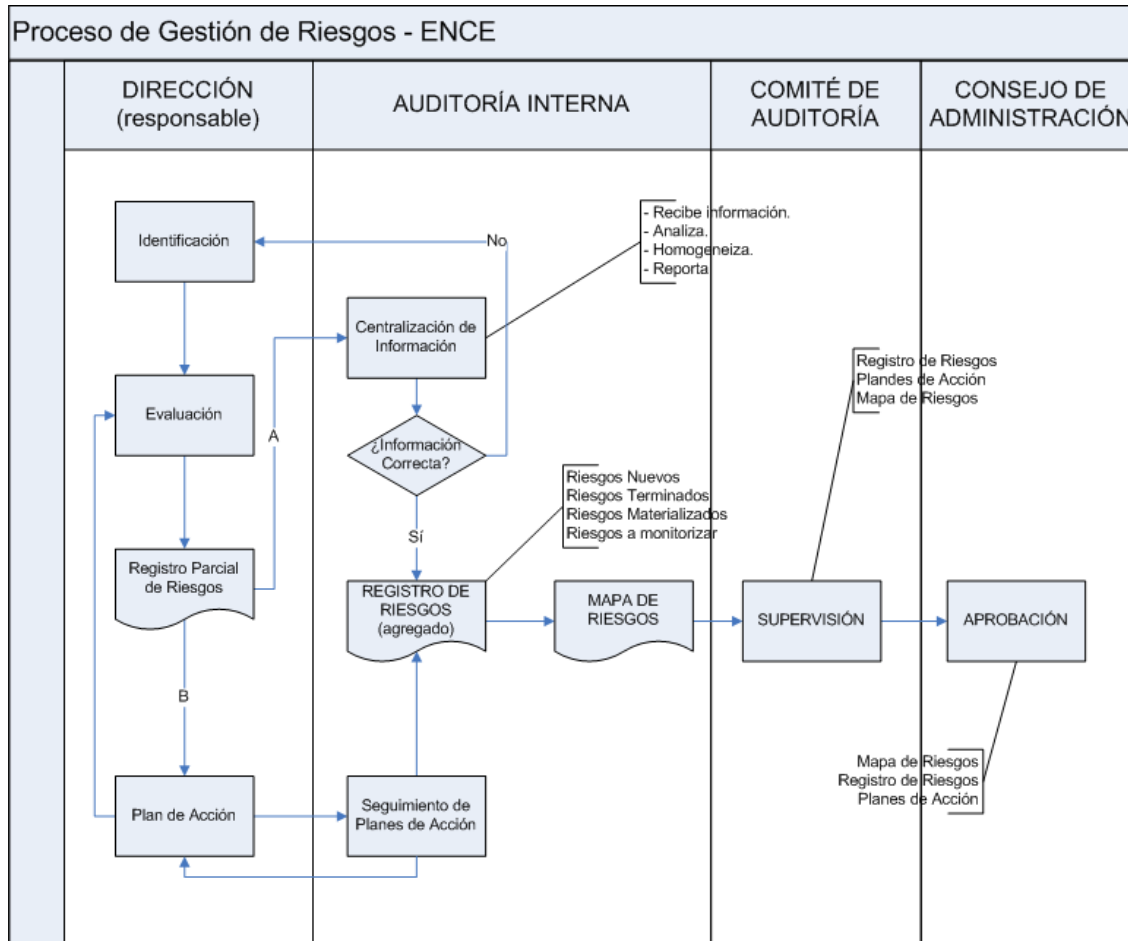 Proceso de Gestión de Riesgos - ENCE
DIRECCIÓN
(responsable)
AUDITORÍA INTERNA
COMITÉ DE
AUDITORÍA
CONSEJO DE
ADMINISTRACIÓN
Identificación
No
- Recibe información.
- Analiza.
- Homogeneiza.
- Reporta
Centralización de
Información
Evaluación
A
¿Información
Correcta?
Registro de Riesgos
Plandes de Acción
Mapa de Riesgos
Riesgos Nuevos
Riesgos Terminados
Riesgos Materializados
Riesgos a monitorizar
Sí
Registro Parcial
de Riesgos
REGISTRO DE
RIESGOS
(agregado)
MAPA DE
RIESGOS
SUPERVISIÓN
APROBACIÓN
B
Mapa de Riesgos
Registro de Riesgos
Planes de Acción
Plan de Acción
Seguimiento de
Planes de Acción